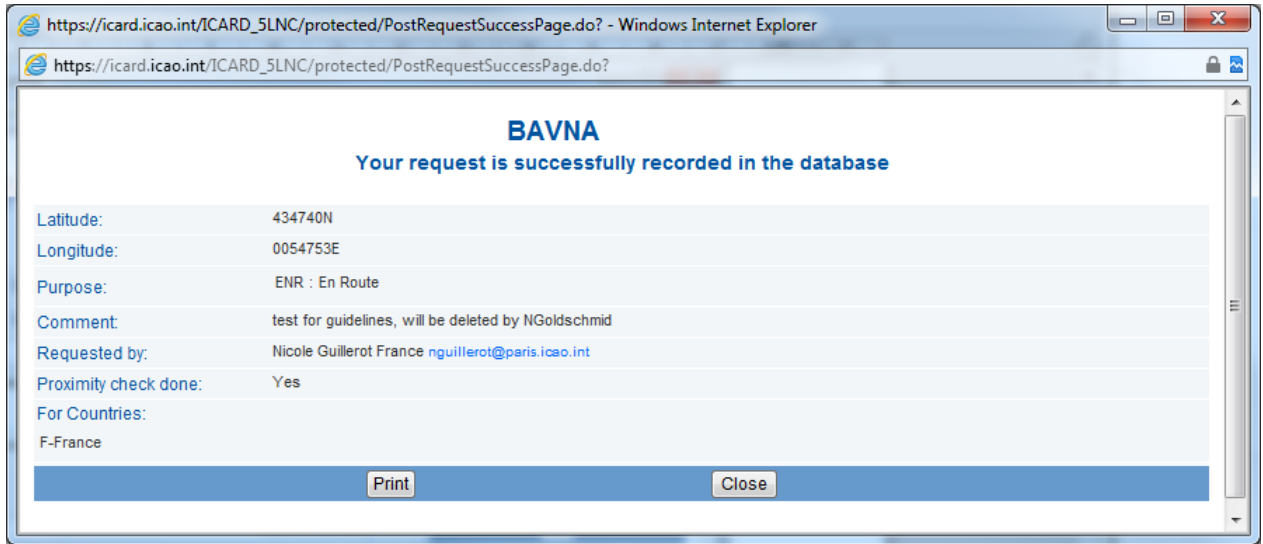 https://icard.icao.int/ICARD_5LNC/protected/PostRequestSuccessPage.do? - Windows Internet Explorer
https://icard.icao.int/ICARD_5LNC/protected/PostRequestSuccessPage.do?
BAVNA
Your request is successfully recorded in the database
Latitude: 434740N
Longitude: 0054753E
Purpose: ENR : En Route
Comment: test for guidelines, will be deleted by NGoldschmid
Requested by: Nicole Guillerot France nguillerot@paris.icao.int
Proximity check done: Yes
For Countries:
F-France
Print Close